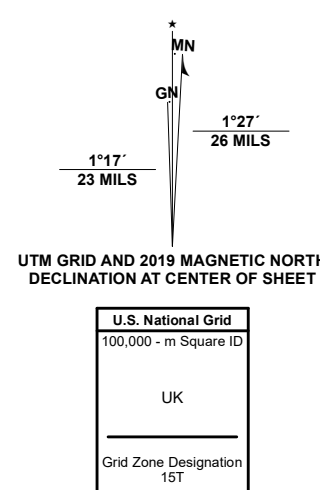 ★
MN
GN
1°27´
26 MILS
1°17´
23 MILS
UTM GRID AND 2019 MAGNETIC NORTH
DECLINATION AT CENTER OF SHEET
U.S. National Grid
100,000 - m Square ID
UK
Grid Zone Designation
15T